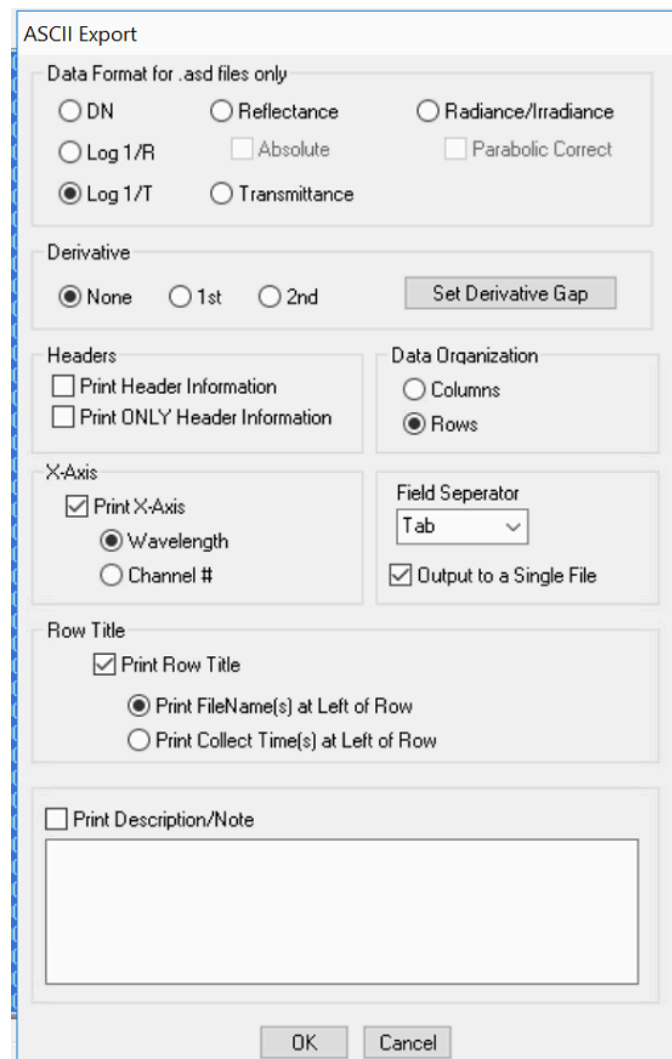 ASCII Export
Data Format for .asd files only
DN Reflectance Radiance/Irradiance
Log 1/R Absolute Parabolic Correct
Log 1/T Transmittance
Derivative
None 1st 2nd Set Derivative Gap
Headers
Print Header Information
Print ONLY Header Information
Data Organization
Columns
Rows
X-Axis
Print X-Axis
Wavelength
Channel #
Field Seperator
Tab
Output to a Single File
Row Title
Print Row Title
Print FileName(s) at Left of Row
Print Collect Time(s) at Left of Row
Print Description/Note
OK Cancel